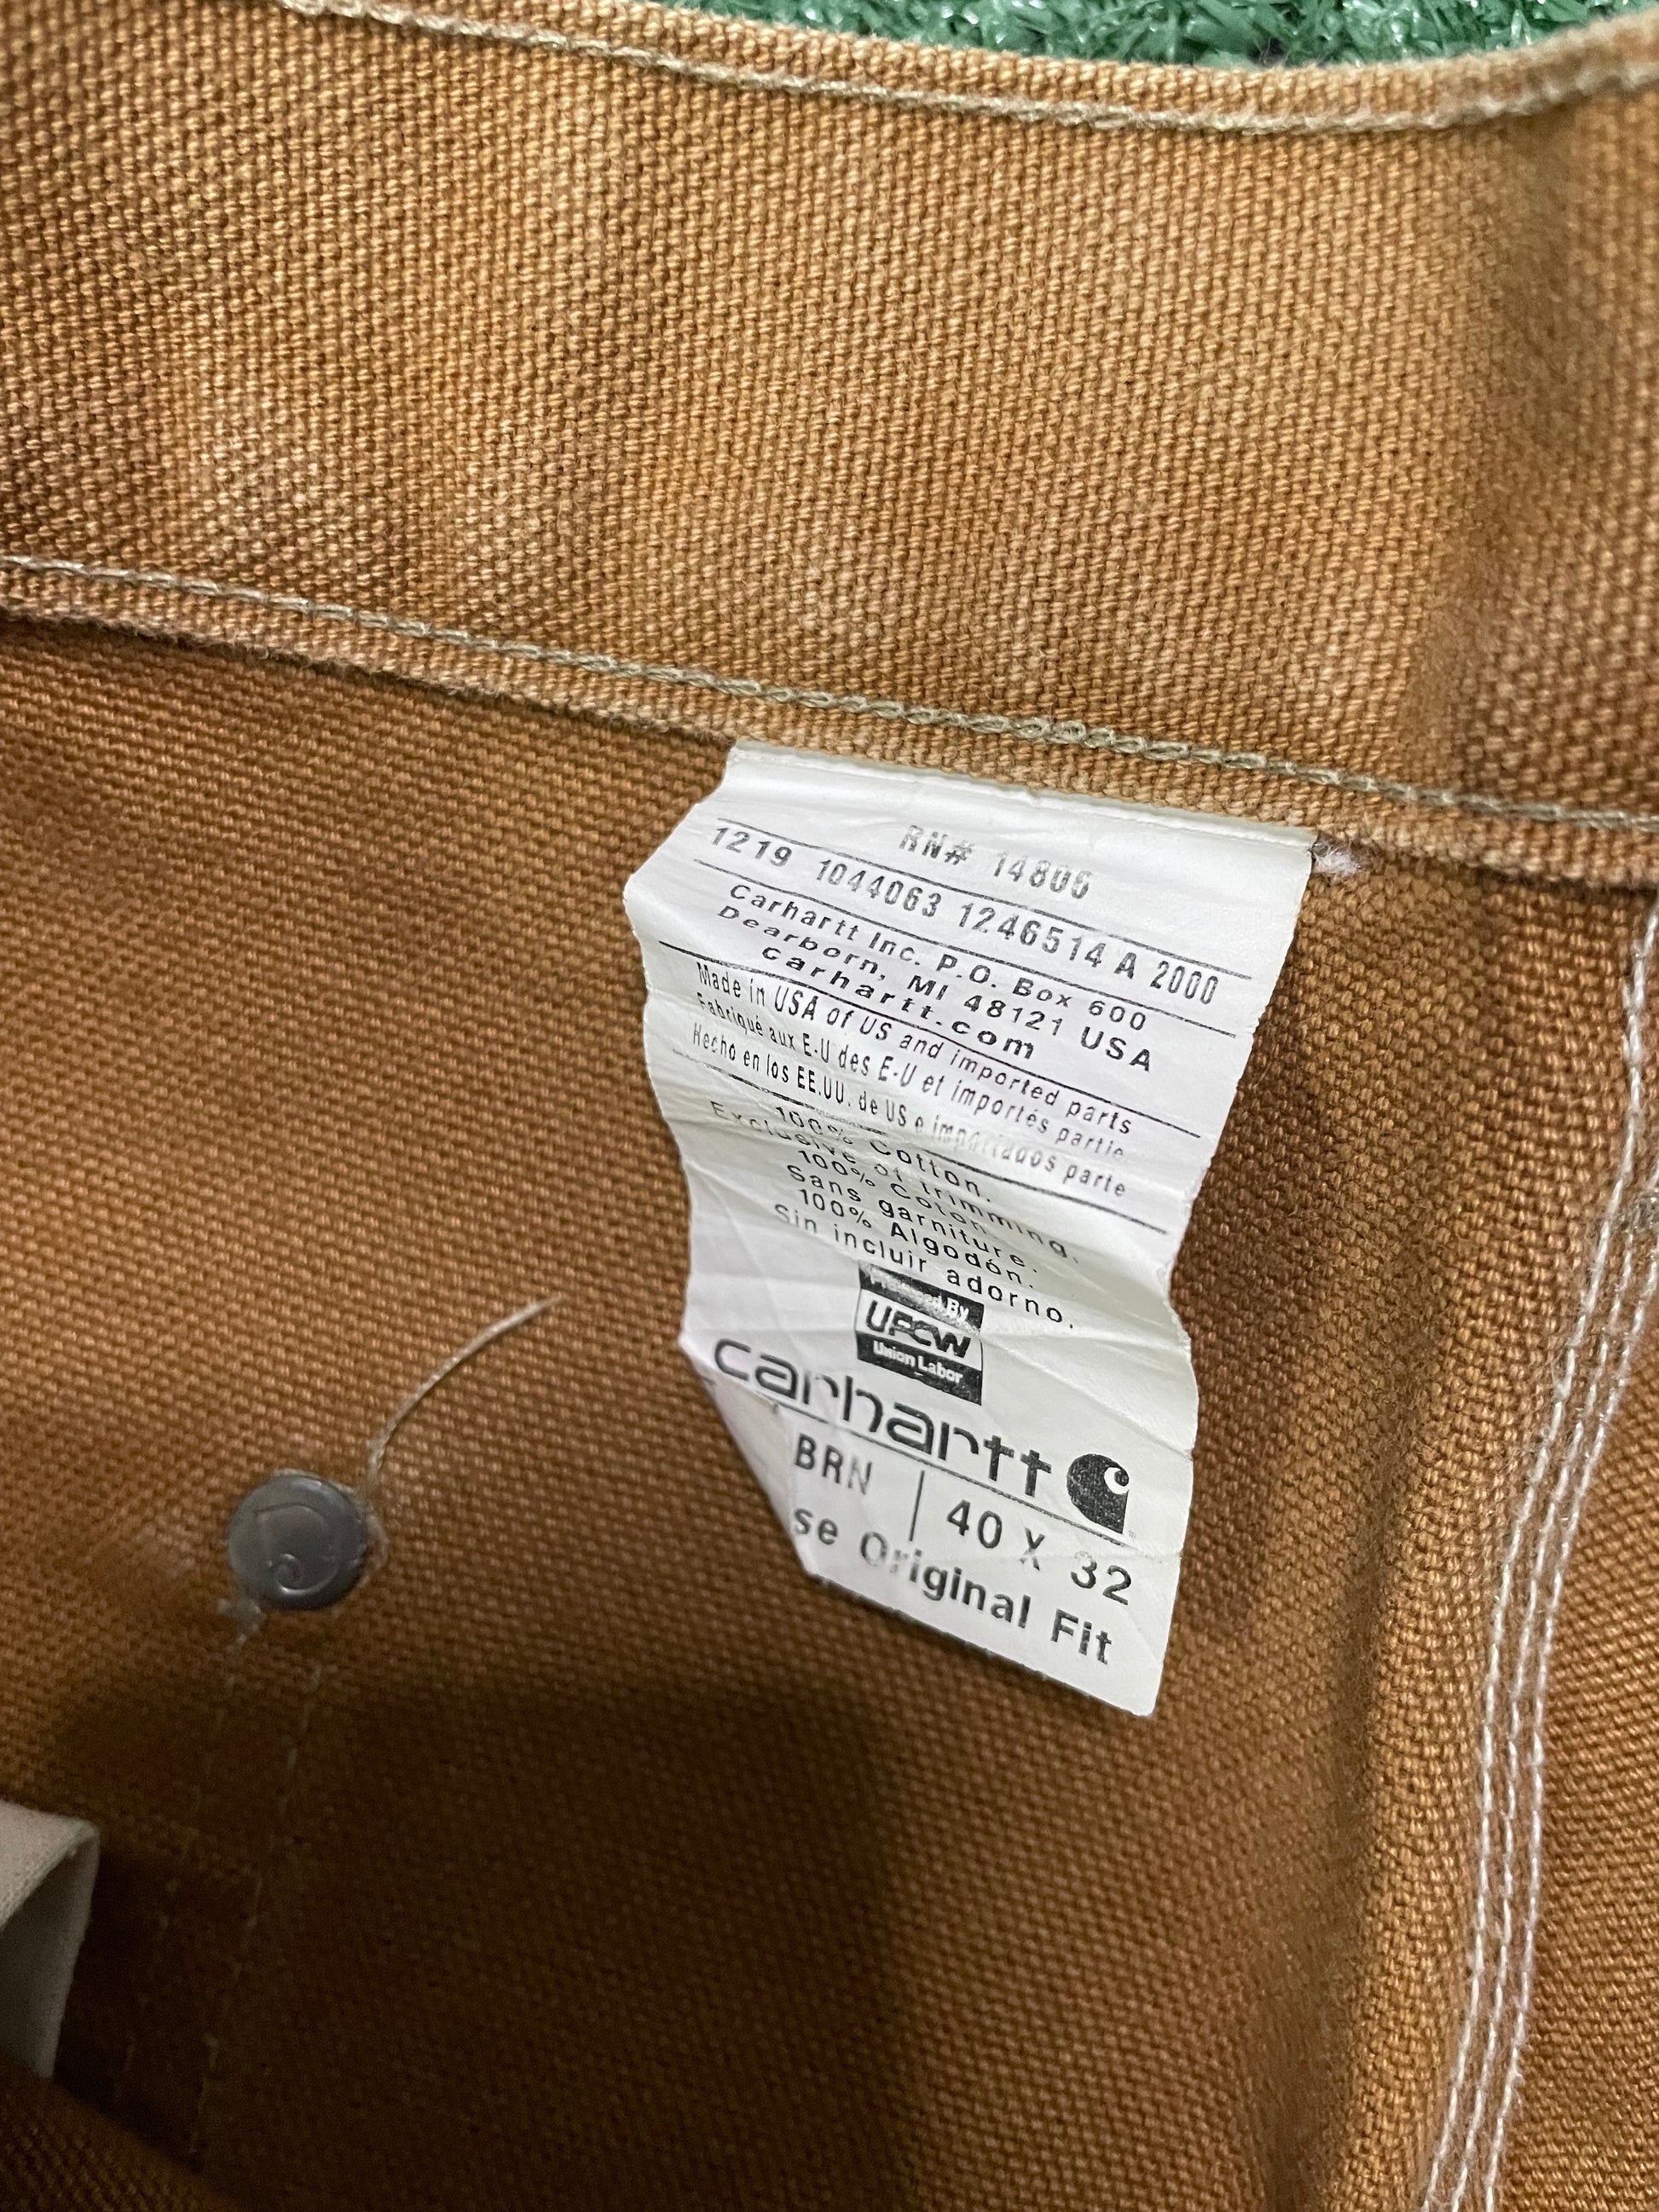 RN# 14806
1219 1044063 1246514 A 2000
Carhartt Inc. P.O. Box 600
Dearborn, MI 48121 USA
carhartt.com
Made in USA of US and imported parts
Fabriqué aux E-U des E-U et importés partie
Hecho en los EE.UU. de US e importados parte
100% Cotton.
Exclusive of trimming.
100% Coton.
Sans garniture.
100% Algodón.
Sin incluir adorno.
By
UFCW
Union Labor
carhartt
BRN 40 X 32
se Original Fit